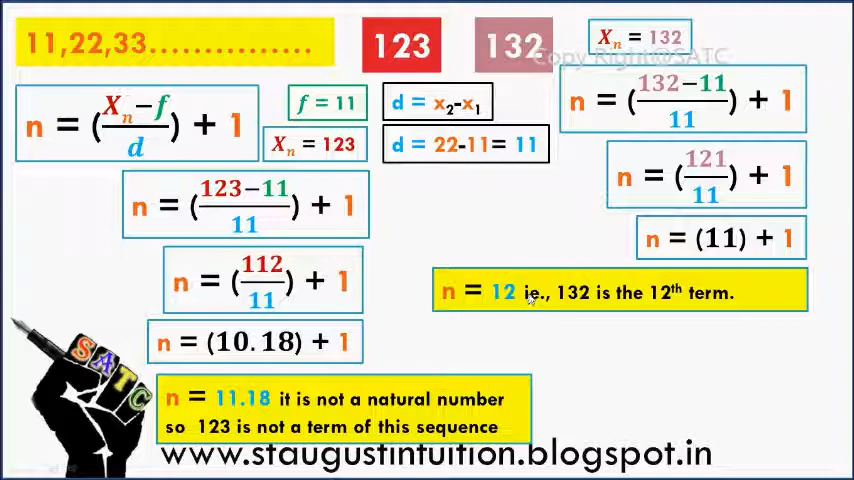 11,22,33...............
123
132
Copy Right@SATC
Xₙ = 132
n = (Xₙ−f/d) + 1
f = 11
d = x₂-x₁
Xₙ = 123
d = 22-11= 11
n = (123−11/11) + 1
n = (112/11) + 1
n = (10.18) + 1
n = 11.18 it is not a natural number
so 123 is not a term of this sequence
n = (132−11/11) + 1
n = (121/11) + 1
n = (11) + 1
n = 12 ie., 132 is the 12th term.
SATC
www.staugustintuition.blogspot.in